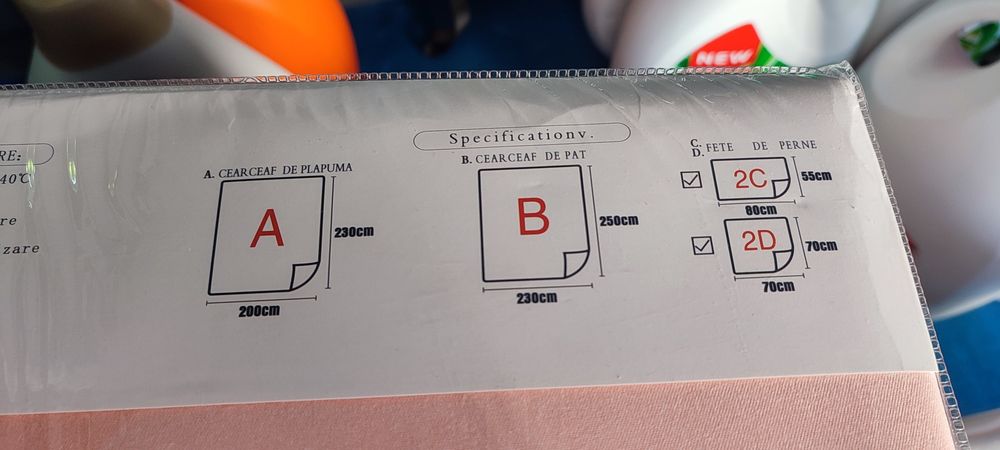 NEW
Specificationv.
RE:
40℃
re
zare
A. CEARCEAF DE PLAPUMA
A
230cm
200cm
B. CEARCEAF DE PAT
B
250cm
230cm
C. FETE DE PERNE
D.
2C
55cm
80cm
2D
70cm
70cm